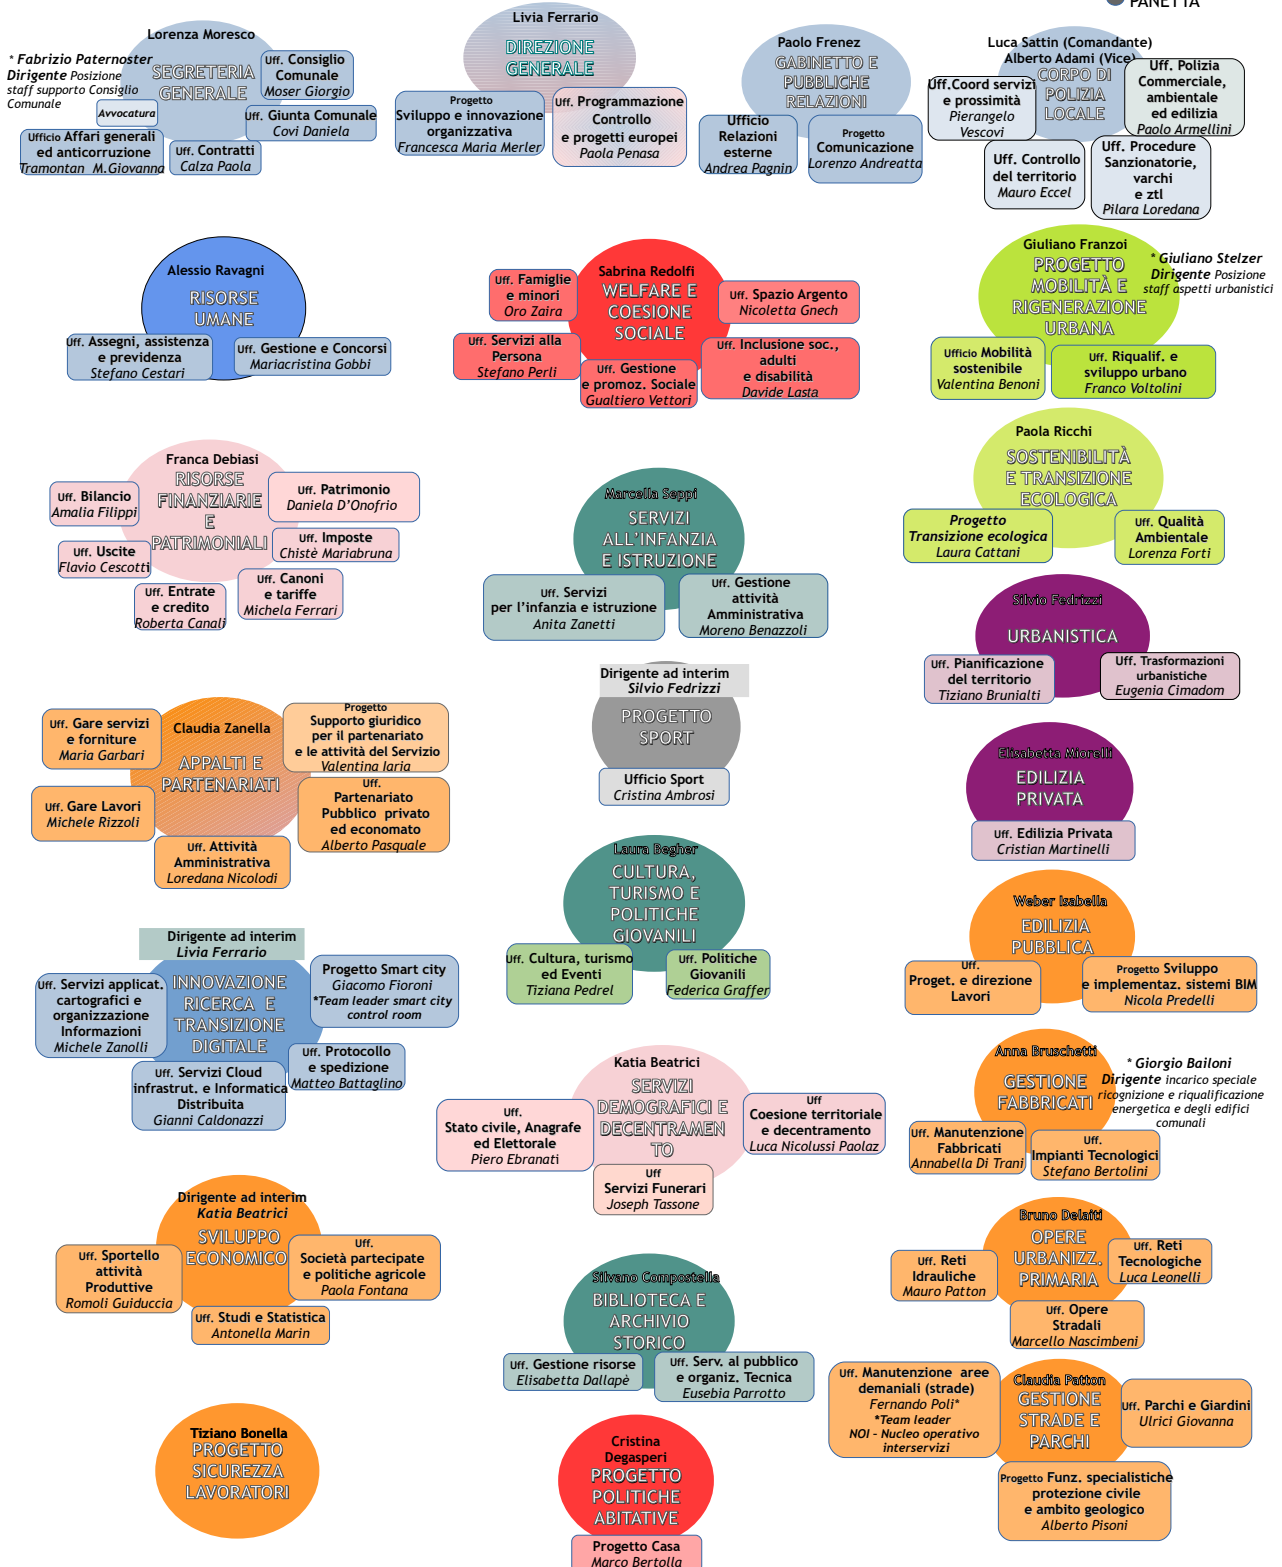 PANETTA
Lorenza Moresco
SEGRETERIA
GENERALE
* Fabrizio Paternoster
Dirigente Posizione
staff supporto Consiglio
Comunale
Avvocatura
Uff. Consiglio
Comunale
Moser Giorgio
Uff. Giunta Comunale
Covi Daniela
Ufficio Affari generali
ed anticorruzione
Tramontan M.Giovanna
Uff. Contratti
Calza Paola
Livia Ferrario
DIREZIONE
GENERALE
Progetto
Sviluppo e innovazione
organizzativa
Francesca Maria Merler
Uff. Programmazione
Controllo
e progetti europei
Paola Penasa
Paolo Frenez
GABINETTO E
PUBBLICHE
RELAZIONI
Ufficio
Relazioni
esterne
Andrea Pagnin
Progetto
Comunicazione
Lorenzo Andreatta
Luca Sattin (Comandante)
Alberto Adami (Vice)
CORPO DI
POLIZIA
LOCALE
Uff.Coord servizi
e prossimità
Pierangelo
Vescovi
Uff. Polizia
Commerciale,
ambientale
ed edilizia
Paolo Armellini
Uff. Controllo
del territorio
Mauro Eccel
Uff. Procedure
Sanzionatorie,
varchi
e ztl
Pilara Loredana
Alessio Ravagni
RISORSE
UMANE
Uff. Assegni, assistenza
e previdenza
Stefano Cestari
Uff. Gestione e Concorsi
Mariacristina Gobbi
Sabrina Redolfi
WELFARE E
COESIONE
SOCIALE
Uff. Famiglie
e minori
Oro Zaira
Uff. Spazio Argento
Nicoletta Gnech
Uff. Servizi alla
Persona
Stefano Perli
Uff. Gestione
e promoz. Sociale
Gualtiero Vettori
Uff. Inclusione soc.,
adulti
e disabilità
Davide Lasta
Giuliano Franzoi
PROGETTO
MOBILITÀ E
RIGENERAZIONE
URBANA
* Giuliano Stelzer
Dirigente Posizione
staff aspetti urbanistici
Ufficio Mobilità
sostenibile
Valentina Benoni
Uff. Riqualif. e
sviluppo urbano
Franco Voltolini
Franca Debiasi
RISORSE
FINANZIARIE
E
PATRIMONIALI
Uff. Bilancio
Amalia Filippi
Uff. Patrimonio
Daniela D'Onofrio
Uff. Uscite
Flavio Cescotti
Uff. Imposte
Chistè Mariabruna
Uff. Entrate
e credito
Roberta Canali
Uff. Canoni
e tariffe
Michela Ferrari
Marcella Seppi
SERVIZI
ALL'INFANZIA
E ISTRUZIONE
Uff. Servizi
per l'infanzia e istruzione
Anita Zanetti
Uff. Gestione
attività
Amministrativa
Moreno Benazzoli
Paola Ricchi
SOSTENIBILITÀ
E TRANSIZIONE
ECOLOGICA
Progetto
Transizione ecologica
Laura Cattani
Uff. Qualità
Ambientale
Lorenza Forti
Silvio Fedrizzi
URBANISTICA
Uff. Pianificazione
del territorio
Tiziano Brunialti
Uff. Trasformazioni
urbanistiche
Eugenia Cimadom
Dirigente ad interim
Silvio Fedrizzi
PROGETTO
SPORT
Ufficio Sport
Cristina Ambrosi
Claudia Zanella
APPALTI E
PARTENARIATI
Uff. Gare servizi
e forniture
Maria Garbari
Progetto
Supporto giuridico
per il partenariato
e le attività del Servizio
Valentina Iaria
Uff. Gare Lavori
Michele Rizzoli
Uff.
Partenariato
Pubblico privato
ed economato
Alberto Pasquale
Uff. Attività
Amministrativa
Loredana Nicolodi
Elisabetta Miorelli
EDILIZIA
PRIVATA
Uff. Edilizia Privata
Cristian Martinelli
Laura Begher
CULTURA,
TURISMO E
POLITICHE
GIOVANILI
Uff. Cultura, turismo
ed Eventi
Tiziana Pedrel
Uff. Politiche
Giovanili
Federica Graffer
Weber Isabella
EDILIZIA
PUBBLICA
Uff.
Proget. e direzione
Lavori
Progetto Sviluppo
e implementaz. sistemi BIM
Nicola Predelli
Dirigente ad interim
Livia Ferrario
INNOVAZIONE
RICERCA E
TRANSIZIONE
DIGITALE
Uff. Servizi applicat.
cartografici e
organizzazione
Informazioni
Michele Zanolli
Progetto Smart city
Giacomo Fioroni
*Team leader smart city
control room
Uff. Servizi Cloud
infrastrut. e Informatica
Distribuita
Gianni Caldonazzi
Uff. Protocollo
e spedizione
Matteo Battaglino
Katia Beatrici
SERVIZI
DEMOGRAFICI E
DECENTRAMEN
TO
Uff.
Stato civile, Anagrafe
ed Elettorale
Piero Ebranati
Uff
Coesione territoriale
e decentramento
Luca Nicolussi Paolaz
Uff
Servizi Funerari
Joseph Tassone
Anna Bruschetti
GESTIONE
FABBRICATI
* Giorgio Bailoni
Dirigente incarico speciale
ricognizione e riqualificazione
energetica e degli edifici
comunali
Uff. Manutenzione
Fabbricati
Annabella Di Trani
Uff.
Impianti Tecnologici
Stefano Bertolini
Dirigente ad interim
Katia Beatrici
SVILUPPO
ECONOMICO
Uff. Sportello
attività
Produttive
Romoli Guiduccia
Uff.
Società partecipate
e politiche agricole
Paola Fontana
Uff. Studi e Statistica
Antonella Marin
Silvano Compostella
BIBLIOTECA E
ARCHIVIO
STORICO
Uff. Gestione risorse
Elisabetta Dallapè
Uff. Serv. al pubblico
e organiz. Tecnica
Eusebia Parrotto
Bruno Delaiti
OPERE
URBANIZZ.
PRIMARIA
Uff. Reti
Idrauliche
Mauro Patton
Uff. Reti
Tecnologiche
Luca Leonelli
Uff. Opere
Stradali
Marcello Nascimbeni
Claudia Patton
GESTIONE
STRADE E
PARCHI
Uff. Manutenzione aree
demaniali (strade)
Fernando Poli*
*Team leader
NOI - Nucleo operativo
interservizi
Uff. Parchi e Giardini
Ulrici Giovanna
Progetto Funz. specialistiche
protezione civile
e ambito geologico
Alberto Pisoni
Tiziano Bonella
PROGETTO
SICUREZZA
LAVORATORI
Cristina
Degasperi
PROGETTO
POLITICHE
ABITATIVE
Progetto Casa
Marco Bertolla